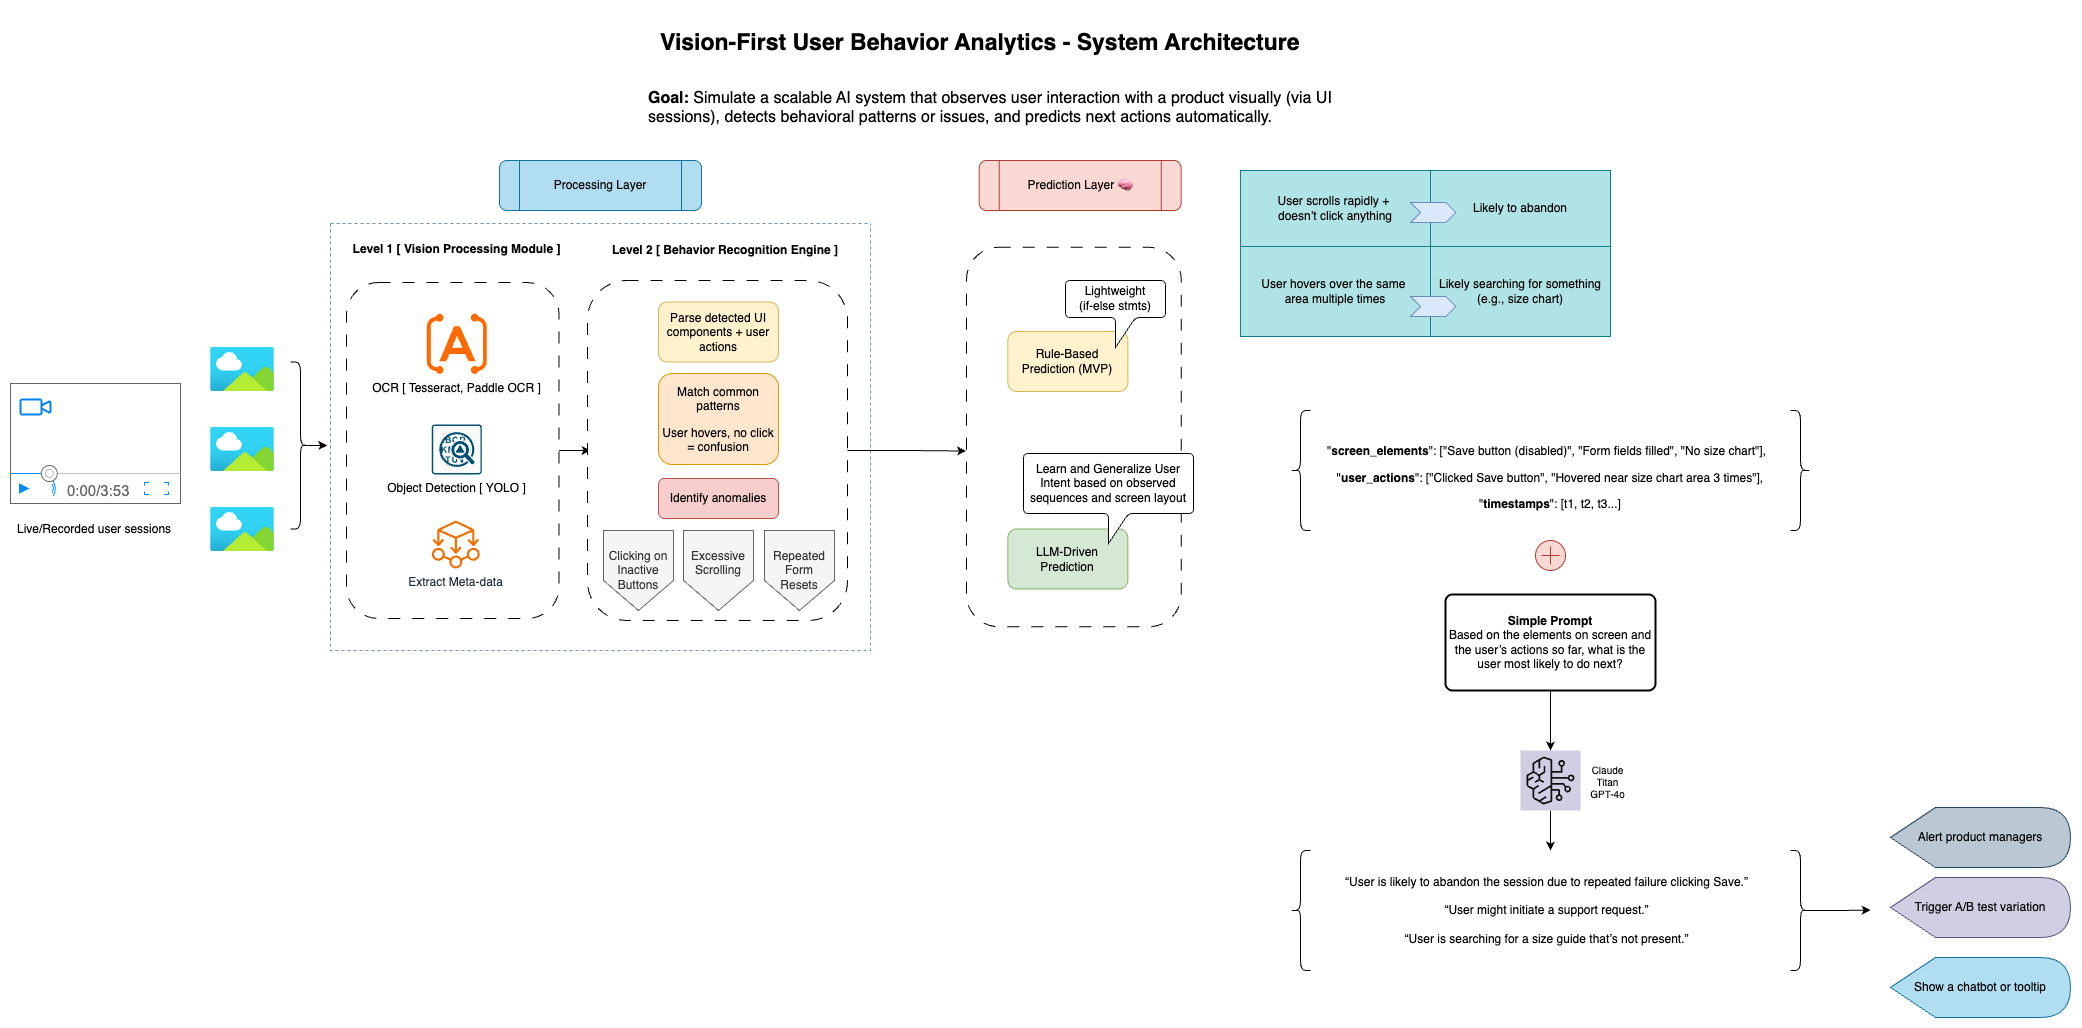 Vision-First User Behavior Analytics - System Architecture
Goal: Simulate a scalable AI system that observes user interaction with a product visually (via UI
sessions), detects behavioral patterns or issues, and predicts next actions automatically.
Processing Layer
Prediction Layer 🧠
Level 1 [ Vision Processing Module ]
Level 2 [ Behavior Recognition Engine ]
0:00/3:53
Live/Recorded user sessions
A
OCR [ Tesseract, Paddle OCR ]
Object Detection [ YOLO ]
Extract Meta-data
Parse detected UI
components + user
actions
Match common
patterns
User hovers, no click
= confusion
Identify anomalies
Clicking on
Inactive
Buttons
Excessive
Scrolling
Repeated
Form
Resets
Lightweight
(if-else stmts)
Rule-Based
Prediction (MVP)
Learn and Generalize User
Intent based on observed
sequences and screen layout
LLM-Driven
Prediction
User scrolls rapidly +
doesn't click anything
Likely to abandon
User hovers over the same
area multiple times
Likely searching for something
(e.g., size chart)
"screen_elements": ["Save button (disabled)", "Form fields filled", "No size chart"],
"user_actions": ["Clicked Save button", "Hovered near size chart area 3 times"],
"timestamps": [t1, t2, t3...]
Simple Prompt
Based on the elements on screen and
the user's actions so far, what is the
user most likely to do next?
Claude
Titan
GPT-4o
“User is likely to abandon the session due to repeated failure clicking Save.”
“User might initiate a support request.”
“User is searching for a size guide that’s not present.”
Alert product managers
Trigger A/B test variation
Show a chatbot or tooltip